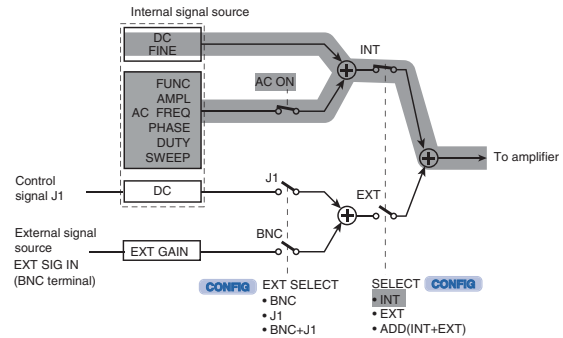 Internal signal source
DC
FINE
INT
FUNC
AMPL
AC FREQ
PHASE
DUTY
SWEEP
AC ON
To amplifier
Control
signal J1
DC
J1
EXT
External signal
source
EXT SIG IN
(BNC terminal)
EXT GAIN
BNC
CONFIG EXT SELECT
• BNC
• J1
• BNC+J1
SELECT CONFIG
• INT
• EXT
• ADD(INT+EXT)